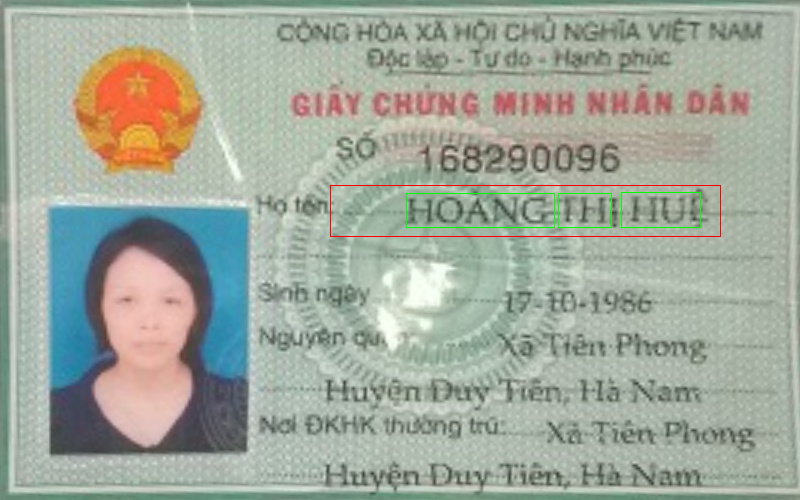 CỘNG HÒA XÃ HỘI CHỦ NGHĨA VIỆT NAM
Độc lập - Tự do - Hạnh phúc
GIẤY CHỨNG MINH NHÂN DÂN
SỐ 168290096
Họ tên: HOÀNG THỊ HUẾ
Sinh ngày 17-10-1986
Nguyên quán: Xã Tiên Phong
Huyện Duy Tiên, Hà Nam
Nơi ĐKHK thường trú: Xã Tiên Phong
Huyện Duy Tiên, Hà Nam